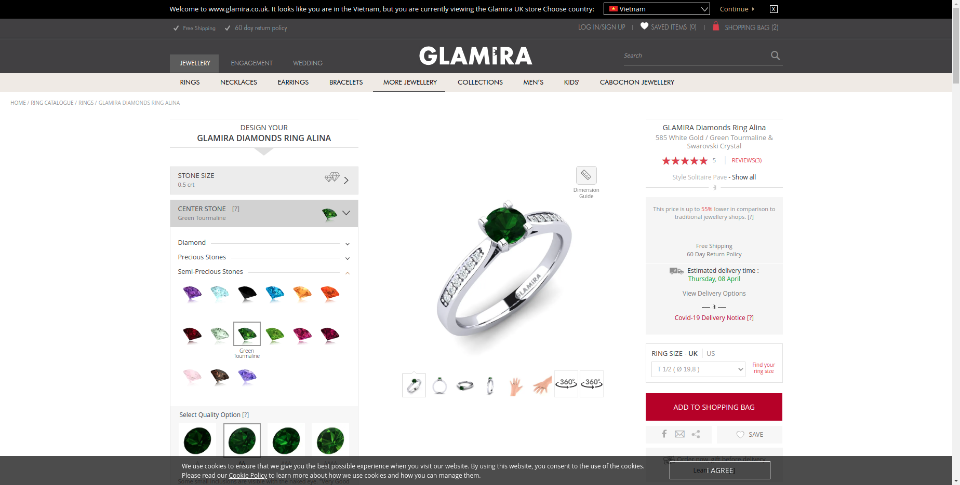 Welcome to www.glamira.co.uk. It looks like you are in the Vietnam, but you are currently viewing the Glamira UK store Choose country:
Vietnam
Continue
Free Shipping
60 day return policy
LOG IN/SIGN UP
SAVED ITEMS (0)
SHOPPING BAG (2)
JEWELLERY
ENGAGEMENT
WEDDING
GLAMIRA
Search
RINGS
NECKLACES
EARRINGS
BRACELETS
MORE JEWELLERY
COLLECTIONS
MEN'S
KIDS'
CABOCHON JEWELLERY
HOME / RING CATALOGUE / RINGS / GLAMIRA DIAMONDS RING ALINA
DESIGN YOUR
GLAMIRA DIAMONDS RING ALINA
STONE SIZE
0.5 crt.
CENTER STONE [?]
Green Tourmaline
Diamond
Precious Stones
Semi-Precious Stones
Green
Tourmaline
Select Quality Option [?]
Dimension
Guide
GLAMIRA
360°
360°
GLAMIRA Diamonds Ring Alina
585 White Gold / Green Tourmaline &
Swarovski Crystal
5
REVIEWS(3)
Style Solitaire Pave - Show all
This price is up to 55% lower in comparison to
traditional jewellery shops. [?]
Free Shipping
60 Day Return Policy
Estimated delivery time :
Thursday, 08 April
View Delivery Options
Covid-19 Delivery Notice [?]
RING SIZE
UK
US
T 1/2 ( Ø 19.8 )
Find your
ring size
ADD TO SHOPPING BAG
SAVE
We use cookies to ensure that we give you the best possible experience when you visit our website. By using this website, you consent to the use of the cookies.
Please read our Cookie Policy to learn more about how we use cookies and how you can manage them.
I AGREE